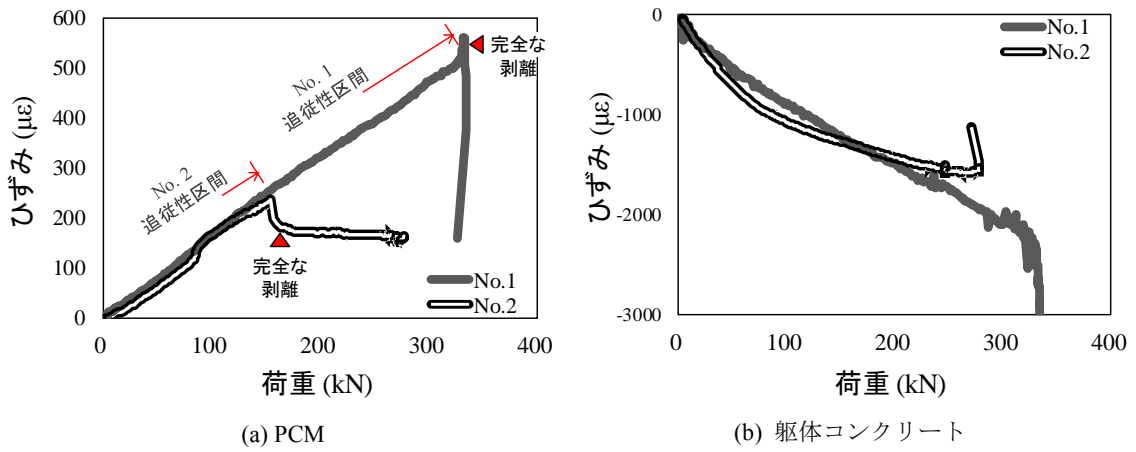 600
500
400
300
200
100
0
0
100
200
300
400
ひずみ (με)
荷重 (kN)
No. 1
追従性区間
No. 2
追従性区間
完全な
剥離
完全な
剥離
No.1
No.2
(a) PCM
0
-1000
-2000
-3000
0
100
200
300
400
ひずみ (με)
荷重 (kN)
No.1
No.2
(b) 躯体コンクリート